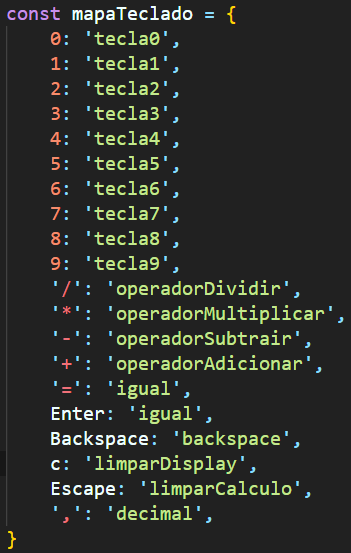 const mapaTeclado = {
0: 'tecla0',
1: 'tecla1',
2: 'tecla2',
3: 'tecla3',
4: 'tecla4',
5: 'tecla5',
6: 'tecla6',
7: 'tecla7',
8: 'tecla8',
9: 'tecla9',
'/': 'operadorDividir',
'*': 'operadorMultiplicar',
'-': 'operadorSubtrair',
'+': 'operadorAdicionar',
'=': 'igual',
Enter: 'igual',
Backspace: 'backspace',
c: 'limparDisplay',
Escape: 'limparCalculo',
',': 'decimal',
}